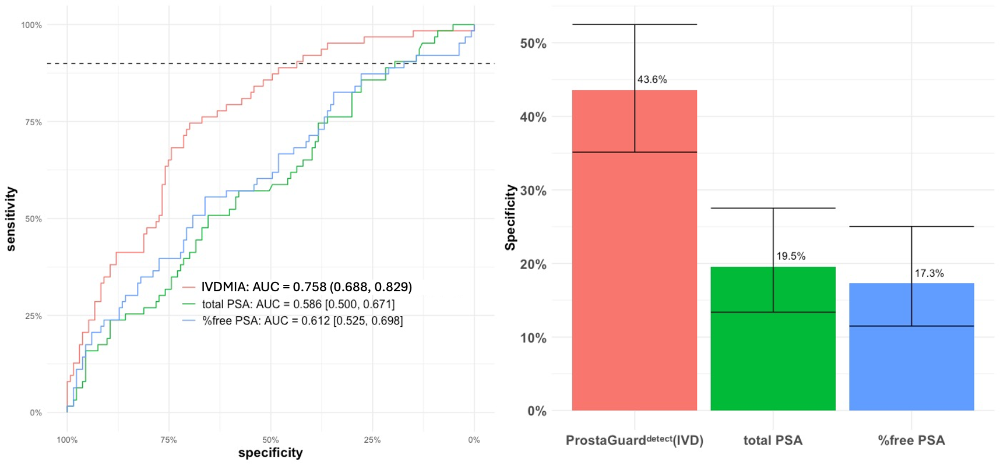 100%
75%
50%
25%
0%
sensitivity
IVDMIA: AUC = 0.758 (0.688, 0.829)
total PSA: AUC = 0.586 [0.500, 0.671]
%free PSA: AUC = 0.612 [0.525, 0.698]
100% 75% 50% 25% 0%
specificity
50%
40%
30%
20%
10%
0%
Specificity
43.6%
19.5%
17.3%
ProstaGuardᵈᵉᵗᵉᶜᵗ(IVD) total PSA %free PSA